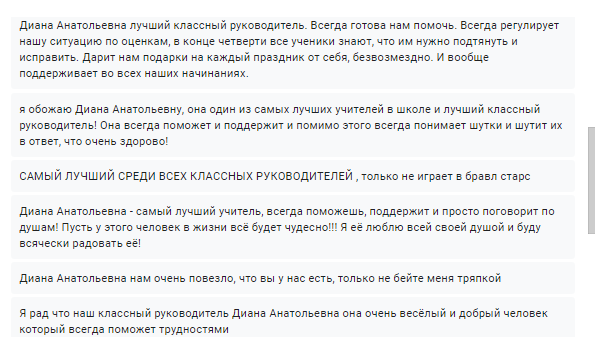 Диана Анатольевна лучший классный руководитель. Всегда готова нам помочь. Всегда регулирует
нашу ситуацию по оценкам, в конце четверти все ученики знают, что им нужно подтянуть и
исправить. Дарит нам подарки на каждый праздник от себя, безвозмездно. И вообще
поддерживает во всех наших начинаниях.
я обожаю Диана Анатольевну, она один из самых лучших учителей в школе и лучший классный
руководитель! Она всегда поможет и поддержит и помимо этого всегда понимает шутки и шутит их
в ответ, что очень здорово!
САМЫЙ ЛУЧШИЙ СРЕДИ ВСЕХ КЛАССНЫХ РУКОВОДИТЕЛЕЙ , только не играет в бравл старс
Диана Анатольевна - самый лучший учитель, всегда поможешь, поддержит и просто поговорит по
душам! Пусть у этого человек в жизни всё будет чудесно!!! Я её люблю всей своей душой и буду
всячески радовать её!
Диана Анатольевна нам очень повезло, что вы у нас есть, только не бейте меня тряпкой
Я рад что наш классный руководитель Диана Анатольевна она очень весёлый и добрый человек
который всегда поможет трудностями